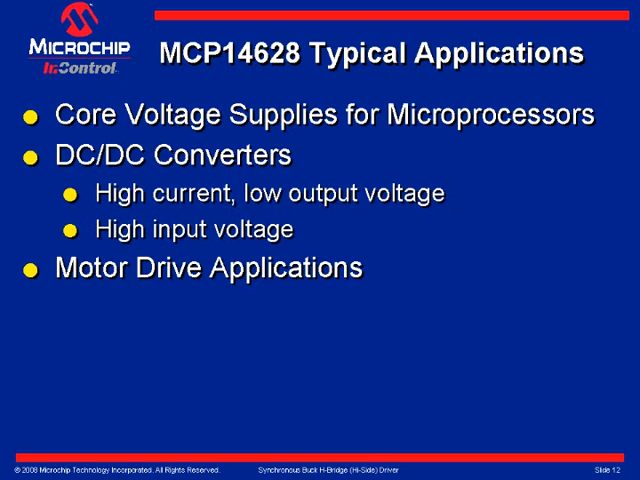 MICROCHIP
InControl™
MCP14628 Typical Applications
Core Voltage Supplies for Microprocessors
DC/DC Converters
High current, low output voltage
High input voltage
Motor Drive Applications
© 2008 Microchip Technology Incorporated. All Rights Reserved.
Synchronous Buck H-Bridge (Hi-Side) Driver
Slide 12